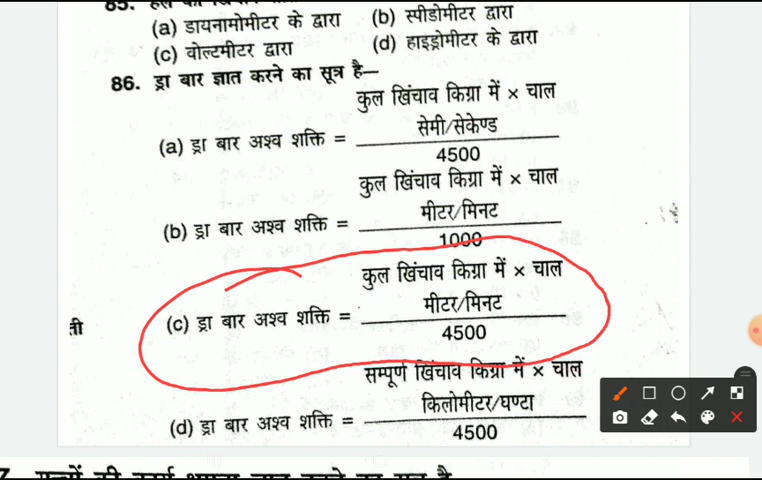 85.
(a) डायनामोमीटर के द्वारा (b) स्पीडोमीटर द्वारा
(c) वोल्टमीटर द्वारा (d) हाइड्रोमीटर के द्वारा
86. ड्रा बार ज्ञात करने का सूत्र है—
कुल खिंचाव किग्रा में × चाल
सेमी/सेकेण्ड
(a) ड्रा बार अश्व शक्ति =
4500
कुल खिंचाव किग्रा में × चाल
मीटर/मिनट
(b) ड्रा बार अश्व शक्ति =
1000
कुल खिंचाव किग्रा में × चाल
मीटर/मिनट
ती
(c) ड्रा बार अश्व शक्ति =
4500
सम्पूर्ण खिंचाव किग्रा में × चाल
किलोमीटर/घण्टा
(d) ड्रा बार अश्व शक्ति =
4500